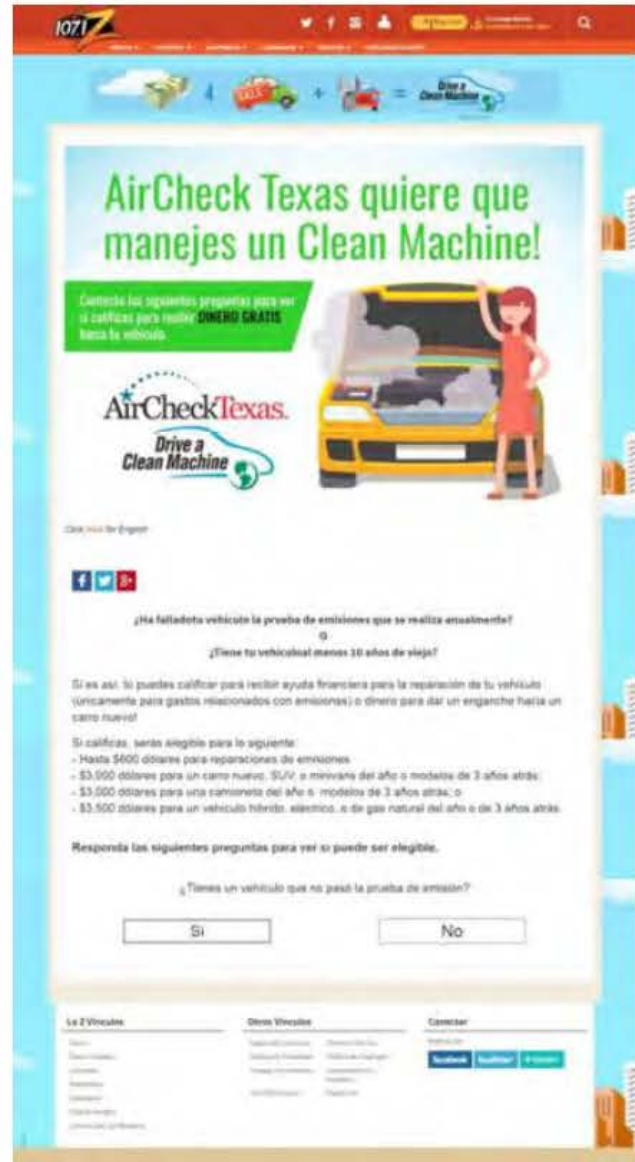 107.1 Z
SALE
+
=
Drive a
Clean Machine
AirCheck Texas quiere que
manejes un Clean Machine!
Contesta las siguientes preguntas para ver
si calificas para recibir DINERO GRATIS
hacia tu vehículo.
AirCheckTexas.
Drive a
Clean Machine
Click for English
¿Ha falladota vehículo la prueba de emisiones que se realiza anualmente?
O
¿Tiene tu vehiculoal menos 10 años de viejo?
Si es así, tú puedes calificar para recibir ayuda financiera para la reparación de tu vehículo
(únicamente para gastos relacionados con emisiones) o dinero para dar un enganche hacia un
carro nuevo!
Si calificas, serás elegible para lo siguiente:
- Hasta $600 dólares para reparaciones de emisiones
- $3,000 dólares para un carro nuevo, SUV, o minivans del año o modelos de 3 años atrás;
- $3,000 dólares para una camioneta del año o modelos de 3 años atrás; o
- $3,500 dólares para un vehículo híbrido, eléctrico, o de gas natural del año o de 3 años atrás.
Responda las siguientes preguntas para ver si puede ser elegible.
¿Tienes un vehículo que no pasó la prueba de emisión?
Si No
La Z Vínculos Otros Vínculos Conectar
facebook twitter